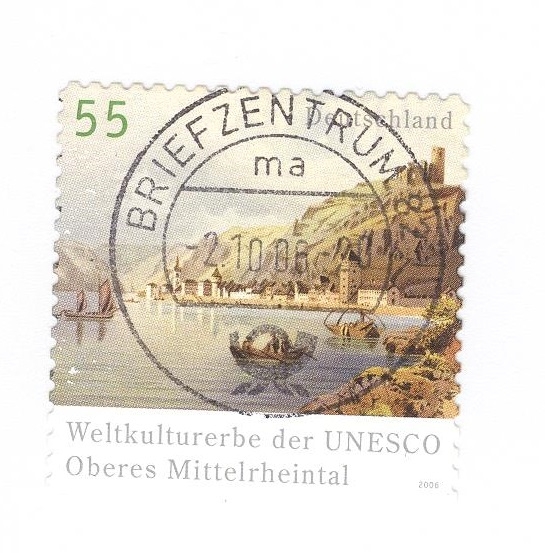 55
Deutschland
BRIEFZENTRUM
ma
-2.10.06-
Weltkulturerbe der UNESCO
Oberes Mittelrheintal
2006